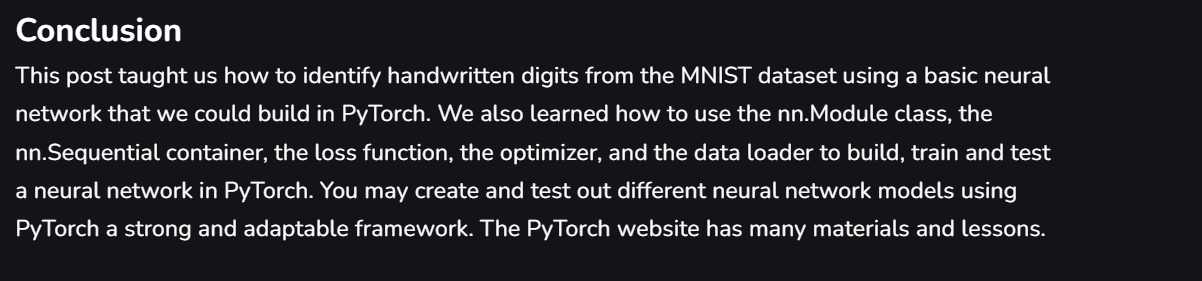 Conclusion
This post taught us how to identify handwritten digits from the MNIST dataset using a basic neural
network that we could build in PyTorch. We also learned how to use the nn.Module class, the
nn.Sequential container, the loss function, the optimizer, and the data loader to build, train and test
a neural network in PyTorch. You may create and test out different neural network models using
PyTorch a strong and adaptable framework. The PyTorch website has many materials and lessons.